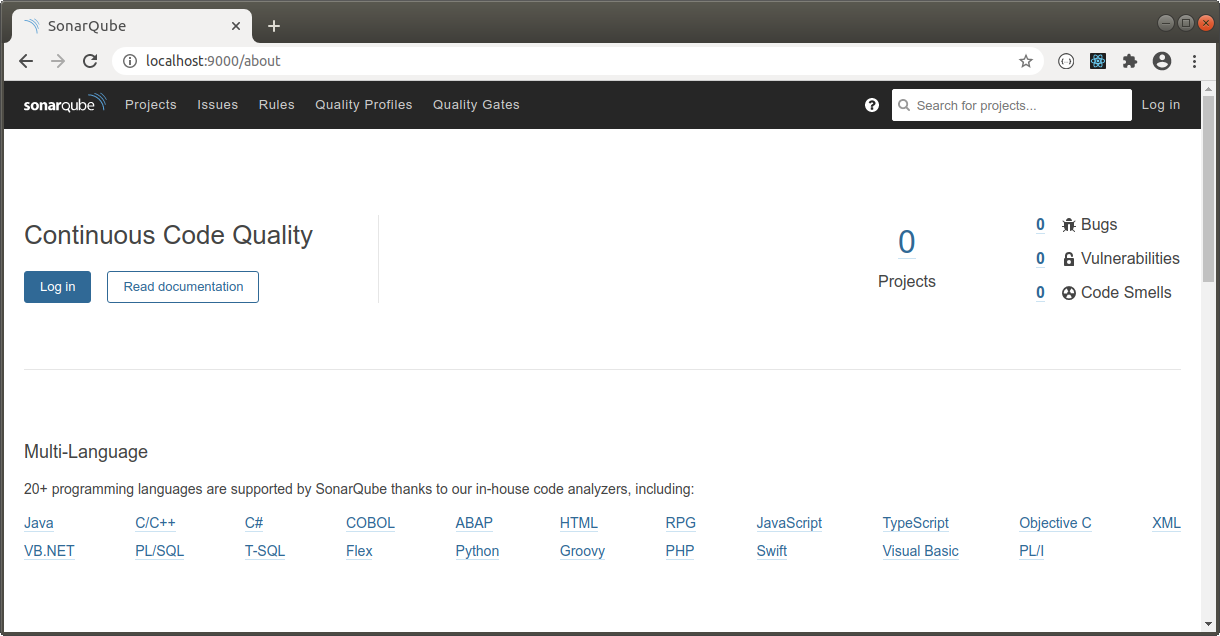 SonarQube
localhost:9000/about
sonarqube Projects Issues Rules Quality Profiles Quality Gates Search for projects... Log in
Continuous Code Quality
Log in Read documentation
0
Projects
0 Bugs
0 Vulnerabilities
0 Code Smells
Multi-Language
20+ programming languages are supported by SonarQube thanks to our in-house code analyzers, including:
Java C/C++ C# COBOL ABAP HTML RPG JavaScript TypeScript Objective C XML
VB.NET PL/SQL T-SQL Flex Python Groovy PHP Swift Visual Basic PL/I